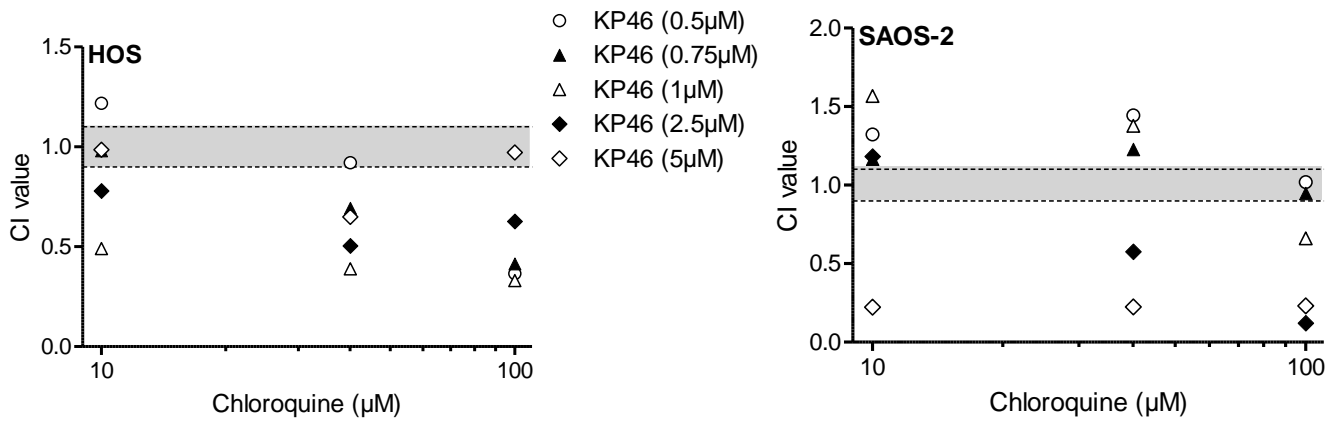 HOS
CI value
1.5
1.0
0.5
0.0
10
100
Chloroquine (µM)
KP46 (0.5µM)
KP46 (0.75µM)
KP46 (1µM)
KP46 (2.5µM)
KP46 (5µM)
SAOS-2
CI value
2.0
1.5
1.0
0.5
0.0
10
100
Chloroquine (µM)